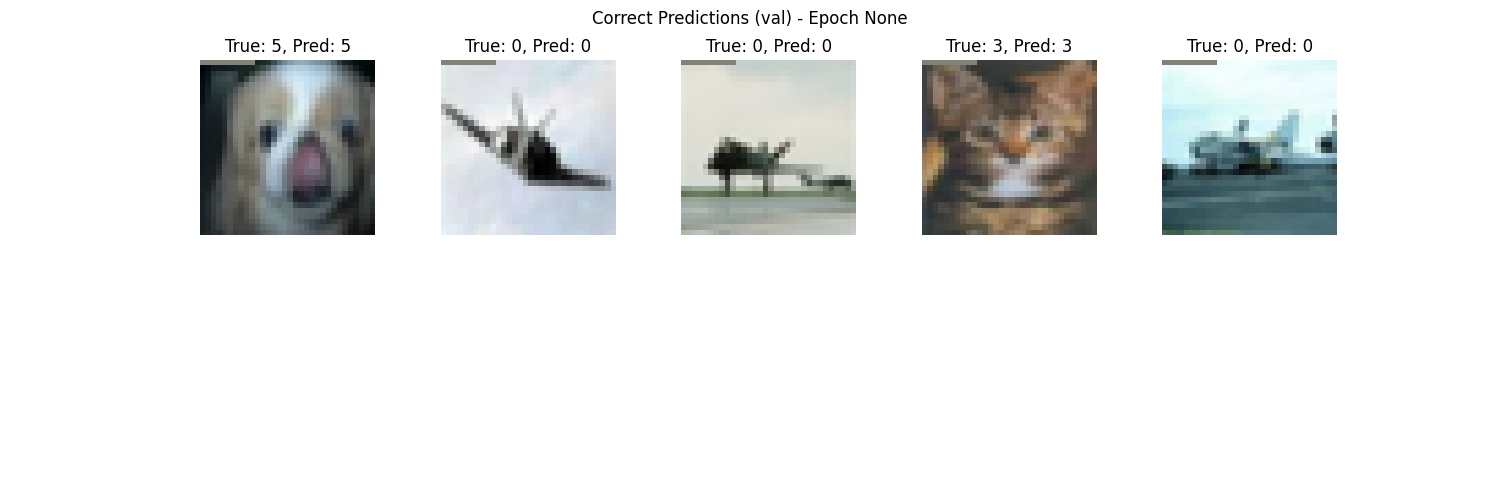 Correct Predictions (val) - Epoch None
True: 5, Pred: 5
True: 0, Pred: 0
True: 0, Pred: 0
True: 3, Pred: 3
True: 0, Pred: 0